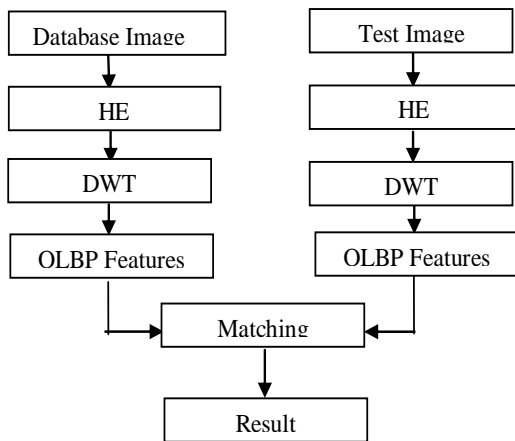 Database Image
Test Image
HE
HE
DWT
DWT
OLBP Features
OLBP Features
Matching
Result